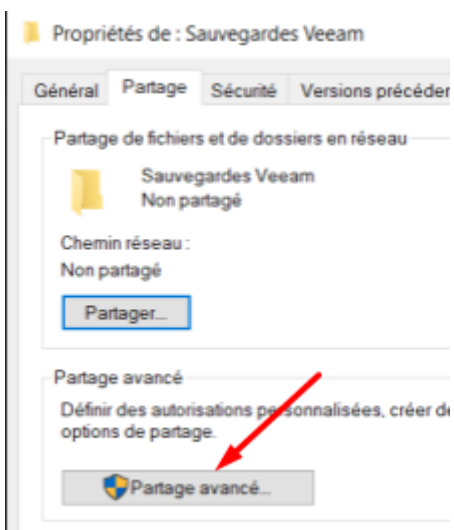 Propriétés de : Sauvegardes Veeam
Général Partage Sécurité Versions précéder
Partage de fichiers et de dossiers en réseau
Sauvegardes Veeam
Non partagé
Chemin réseau :
Non partagé
Partager...
Partage avancé
Définir des autorisations personnalisées, créer de
options de partage.
Partage avancé...